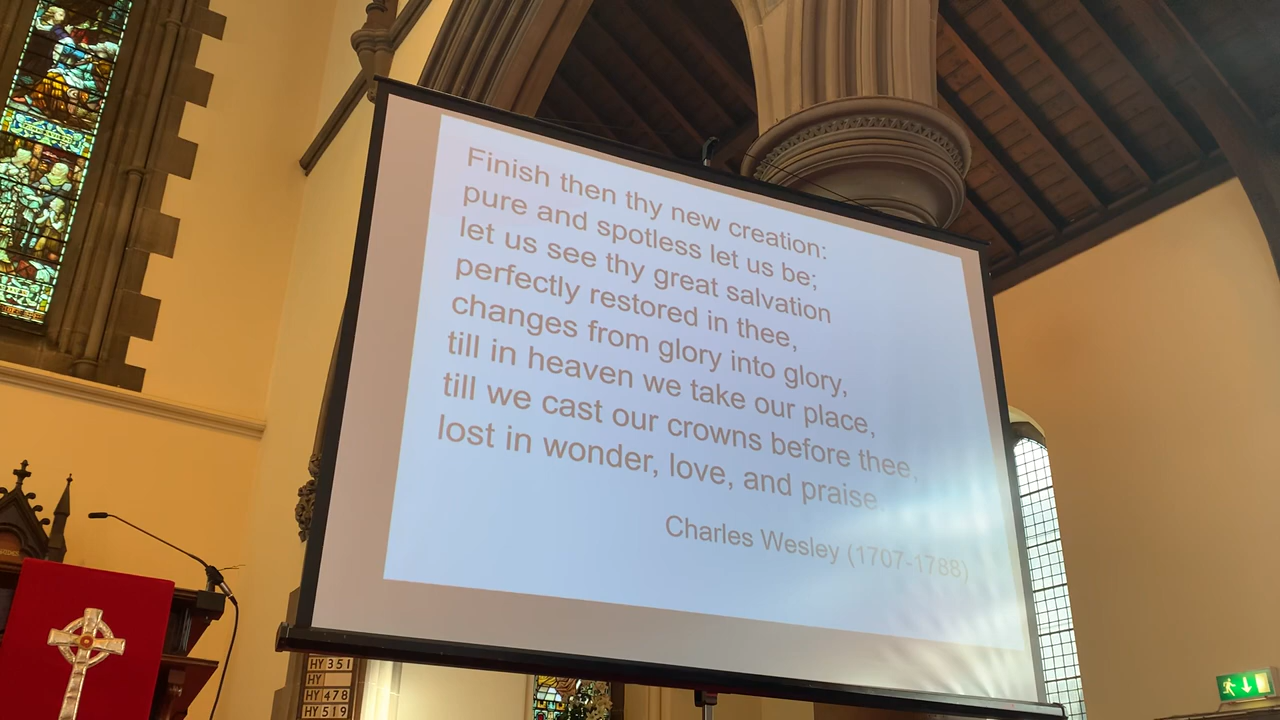 Finish then thy new creation:
pure and spotless let us be;
let us see thy great salvation
perfectly restored in thee,
changes from glory into glory,
till in heaven we take our place,
till we cast our crowns before thee,
lost in wonder, love, and praise.
Charles Wesley (1707-1788)
HY 351
HY
HY 478
HY 519